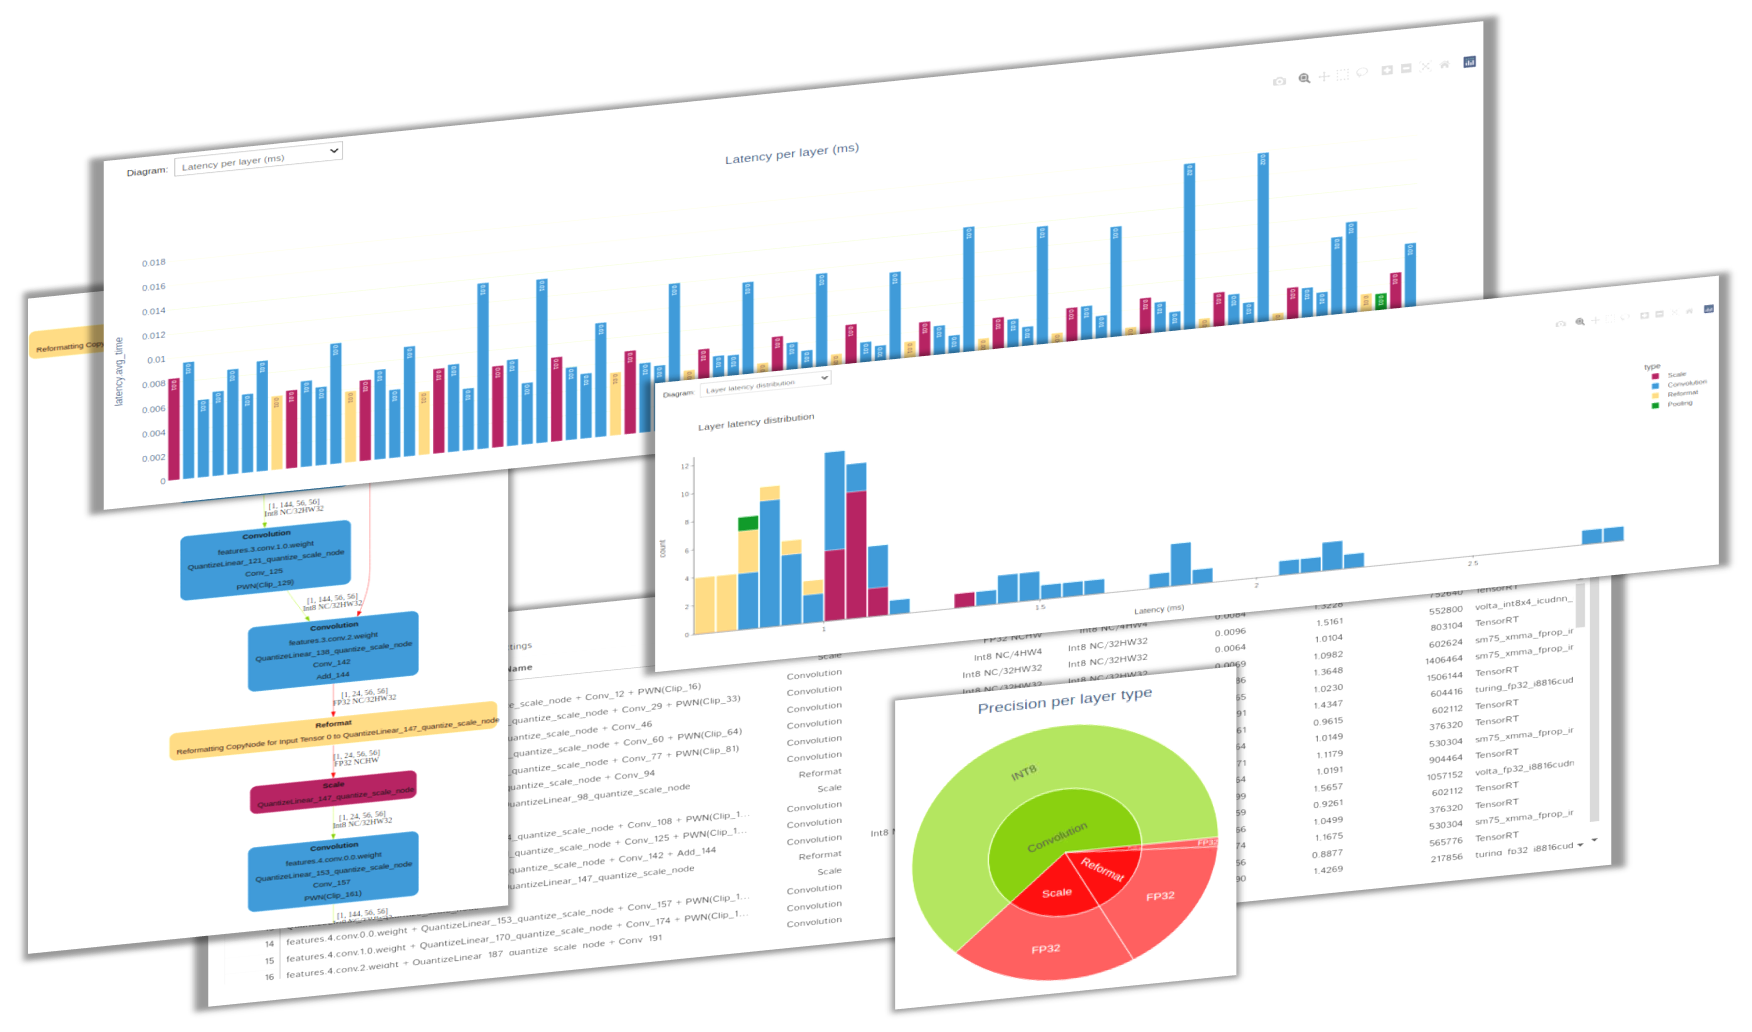 Diagram:
Latency per layer (ms)
Latency per layer (ms)
latency.avg_time
0.018
0.016
0.014
0.012
0.01
0.008
0.006
0.004
0.002
0
Reformatting Copy
Diagram
Layer latency distribution
Layer latency distribution
count
12
10
8
6
4
2
0
1
1.5
2
2.5
Latency (ms)
type
Scale
Convolution
Reformat
Pooling
[1, 144, 56, 56]
Int8 NC/32HW32
Convolution
features.3.conv.1.0.weight
QuantizeLinear_121_quantize_scale_node
Conv_125
PWN(Clip_129)
[1, 144, 56, 56]
Int8 NC/32HW32
Convolution
features.3.conv.2.weight
QuantizeLinear_138_quantize_scale_node
Conv_142
Add_144
[1, 24, 56, 56]
FP32 NC/32HW32
Reformat
Reformatting CopyNode for Input Tensor 0 to QuantizeLinear_147_quantize_scale_node
[1, 24, 56, 56]
FP32 NCHW
Scale
QuantizeLinear_147_quantize_scale_node
[1, 24, 56, 56]
Int8 NC/32HW32
Convolution
features.4.conv.0.0.weight
QuantizeLinear_153_quantize_scale_node
Conv_157
PWN(Clip_161)
[1, 144, 56, 56]
ttings
Name
e_scale_node + Conv_12 + PWN(Clip_16)
_quantize_scale_node + Conv_29 + PWN(Clip_33)
quantize_scale_node + Conv_46
_quantize_scale_node + Conv_60 + PWN(Clip_64)
_quantize_scale_node + Conv_77 + PWN(Clip_81)
quantize_scale_node + Conv_94
uantizeLinear_98_quantize_scale_node
_quantize_scale_node + Conv_108 + PWN(Clip_1...
_quantize_scale_node + Conv_125 + PWN(Clip_1...
_quantize_scale_node + Conv_142 + Add_144
uantizeLinear_147_quantize_scale_node
14 features.4.conv.0.0.weight + QuantizeLinear_153_quantize_scale_node + Conv_157 + PWN(Clip_1...
15 features.4.conv.1.0.weight + QuantizeLinear_170_quantize_scale_node + Conv_174 + PWN(Clip_1...
16 features.4.conv.2.weight + QuantizeLinear_187_quantize_scale_node + Conv_191
Scale
Convolution
Convolution
Convolution
Convolution
Convolution
Convolution
Reformat
Scale
Convolution
Convolution
Convolution
Reformat
Scale
Convolution
Convolution
Convolution
FP32 NCHW
Int8 NC/4HW4
Int8 NC/32HW32
Int8 NC/32HW32
Int8 NC/4HW4
Int8 NC/32HW32
Int8 NC/32HW32
Int8 NC/32HW32
Int8 N
0.0084
0.0096
0.0064
0.0069
1.3228
1.5161
1.0104
1.0982
1.3648
1.0230
1.4347
0.9615
1.0149
1.1179
1.0191
1.5657
0.9261
1.0499
1.1675
0.8877
1.4269
752640 TensorRT
552800 volta_int8x4_icudnn_
803104 TensorRT
602624 sm75_xmma_fprop_ir
1406464 TensorRT
1506144 sm75_xmma_fprop_ir
604416 turing_fp32_i8816cud
602112 TensorRT
376320 TensorRT
530304 sm75_xmma_fprop_ir
904464 TensorRT
1057152 volta_fp32_i8816cudn
602112 TensorRT
376320 TensorRT
530304 sm75_xmma_fprop_ir
565776 TensorRT
217856 turing_fp32_i8816cud
Precision per layer type
INT8
Convolution
Reformat
Scale
FP32
FP32
FP32